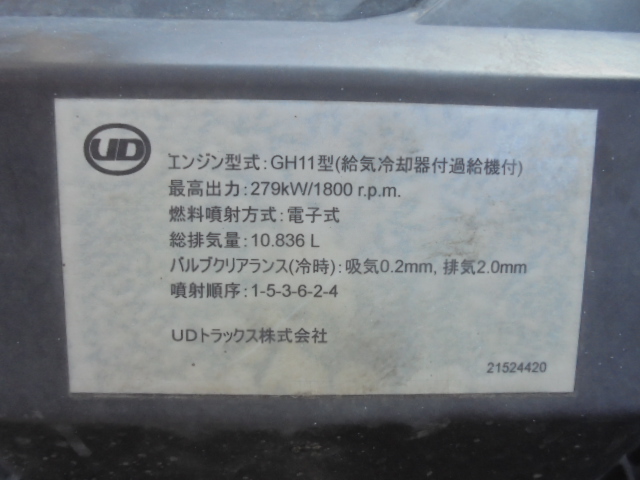 UD
エンジン型式:GH11型(給気冷却器付過給機付)
最高出力:279kW/1800 r.p.m.
燃料噴射方式:電子式
総排気量:10.836 L
バルブクリアランス(冷時):吸気0.2mm, 排気2.0mm
噴射順序:1-5-3-6-2-4
UDトラックス株式会社
21524420